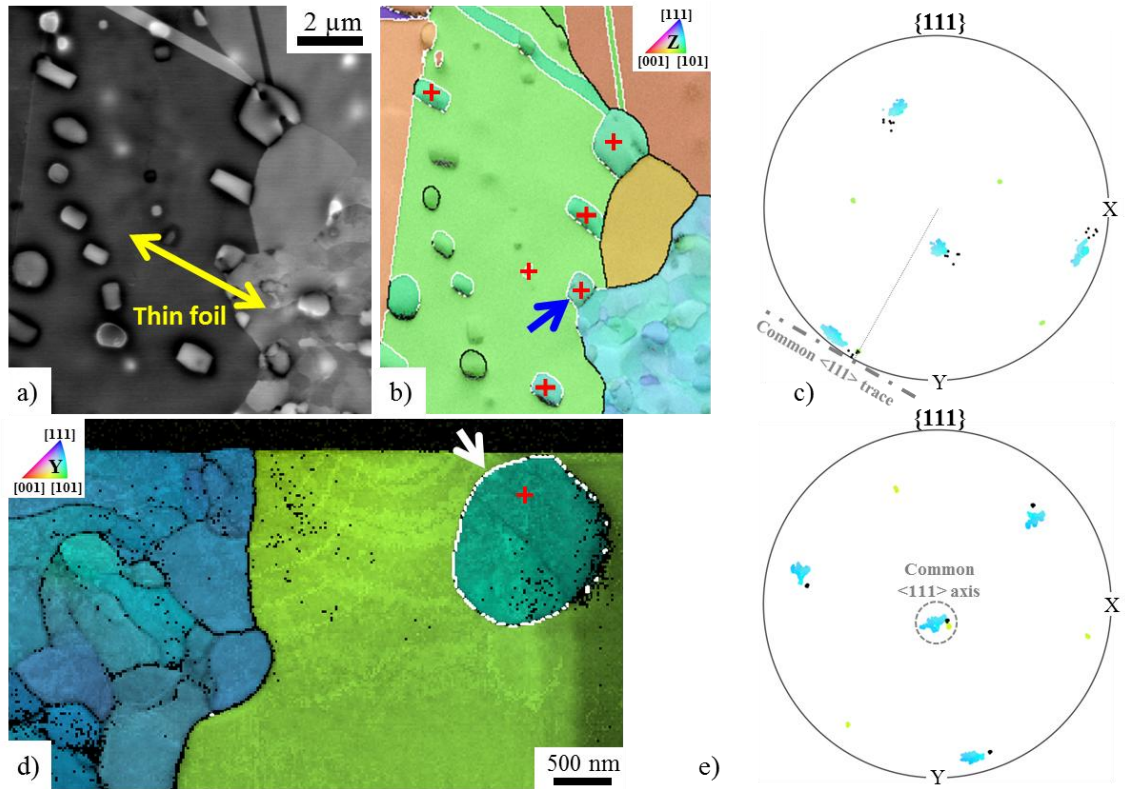 2 µm
Thin foil
a)
[111]
Z
[001] [101]
b)
{111}
X
Y
Common <111> trace
c)
[111]
Y
[001] [101]
500 nm
d)
{111}
Common
<111> axis
X
Y
e)